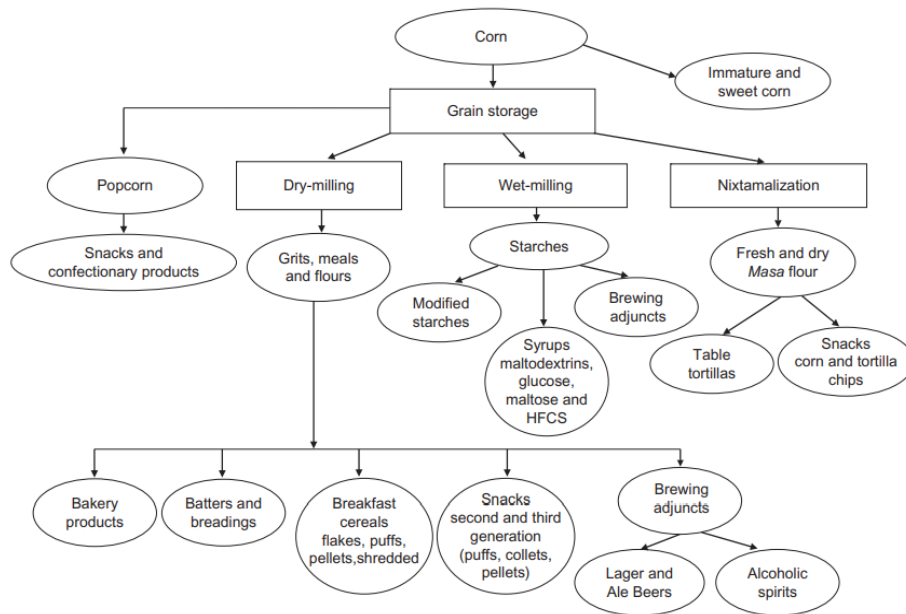 Corn
Immature and
sweet corn
Grain storage
Popcorn
Dry-milling
Wet-milling
Nixtamalization
Snacks and
confectionary products
Grits, meals
and flours
Starches
Fresh and dry
Masa flour
Modified
starches
Brewing
adjuncts
Syrups
maltodextrins,
glucose,
maltose and
HFCS
Table
tortillas
Snacks
corn and tortilla
chips
Bakery
products
Batters and
breadings
Breakfast
cereals
flakes, puffs,
pellets,shredded
Snacks
second and third
generation
(puffs, collets,
pellets)
Brewing
adjuncts
Lager and
Ale Beers
Alcoholic
spirits